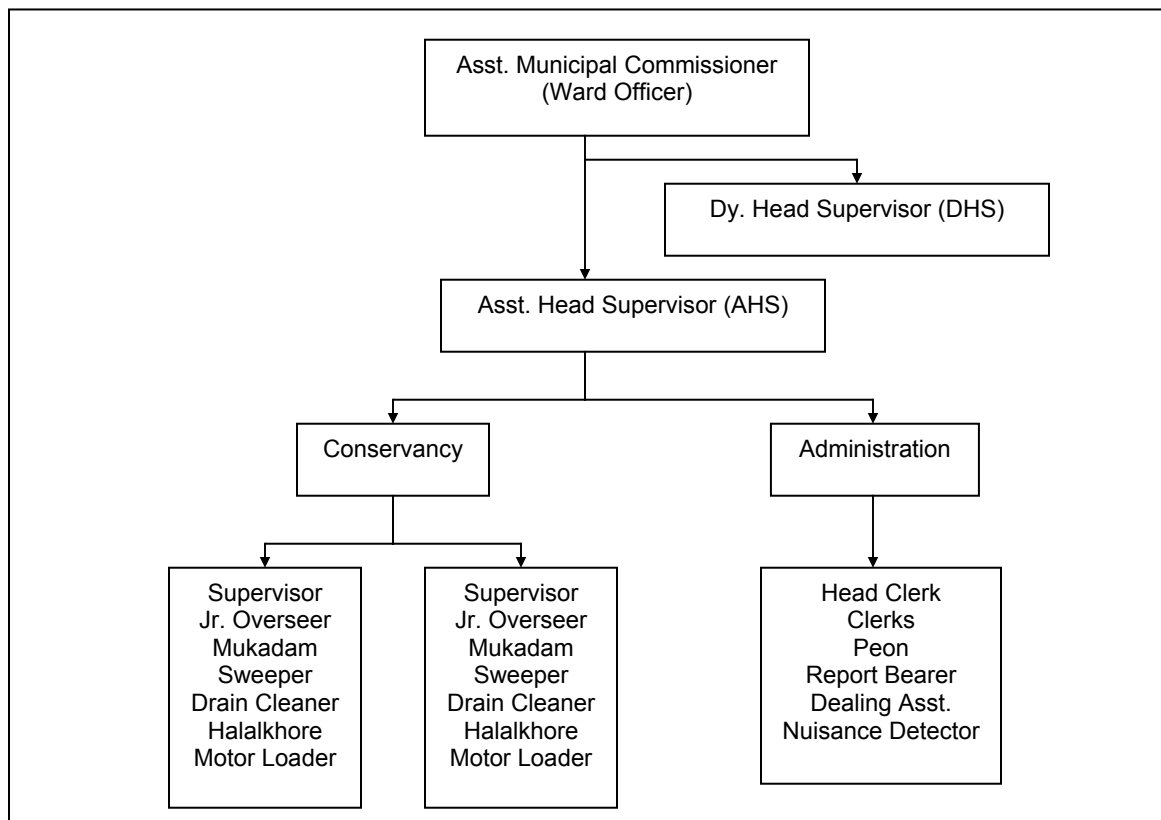 Asst. Municipal Commissioner
(Ward Officer)
Dy. Head Supervisor (DHS)
Asst. Head Supervisor (AHS)
Conservancy
Administration
Supervisor
Jr. Overseer
Mukadam
Sweeper
Drain Cleaner
Halalkhore
Motor Loader
Supervisor
Jr. Overseer
Mukadam
Sweeper
Drain Cleaner
Halalkhore
Motor Loader
Head Clerk
Clerks
Peon
Report Bearer
Dealing Asst.
Nuisance Detector